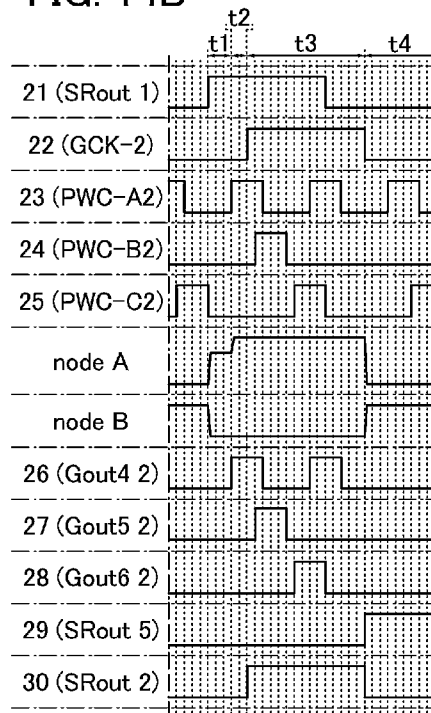 FIG. 14B
t2
t1 t3 t4
21 (SRout 1)
22 (GCK-2)
23 (PWC-A2)
24 (PWC-B2)
25 (PWC-C2)
node A
node B
26 (Gout4 2)
27 (Gout5 2)
28 (Gout6 2)
29 (SRout 5)
30 (SRout 2)